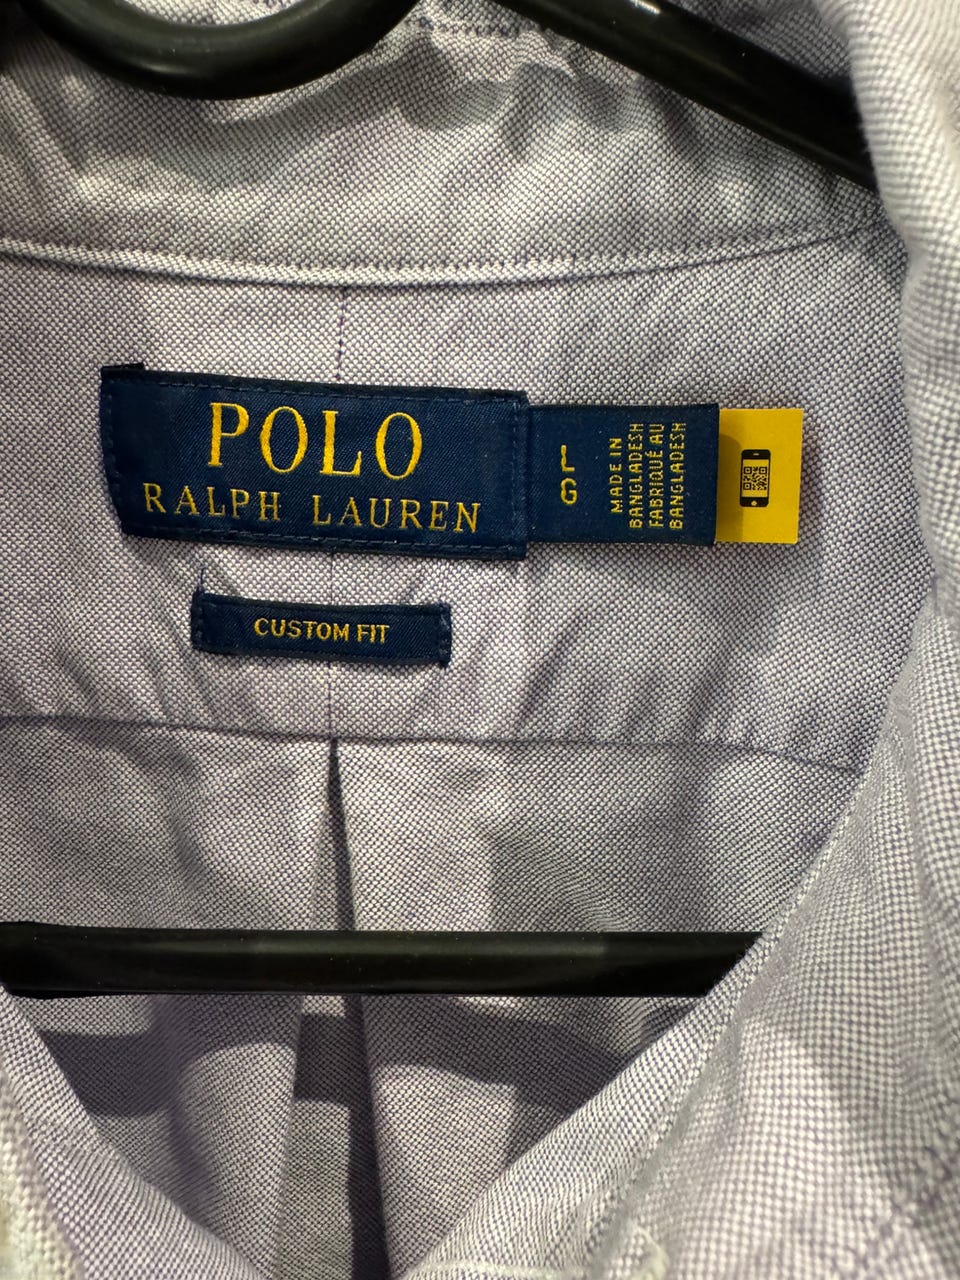 POLO
RALPH LAUREN
L
G
MADE IN
BANGLADESH
FABRIQUÉ AU
BANGLADESH
CUSTOM FIT